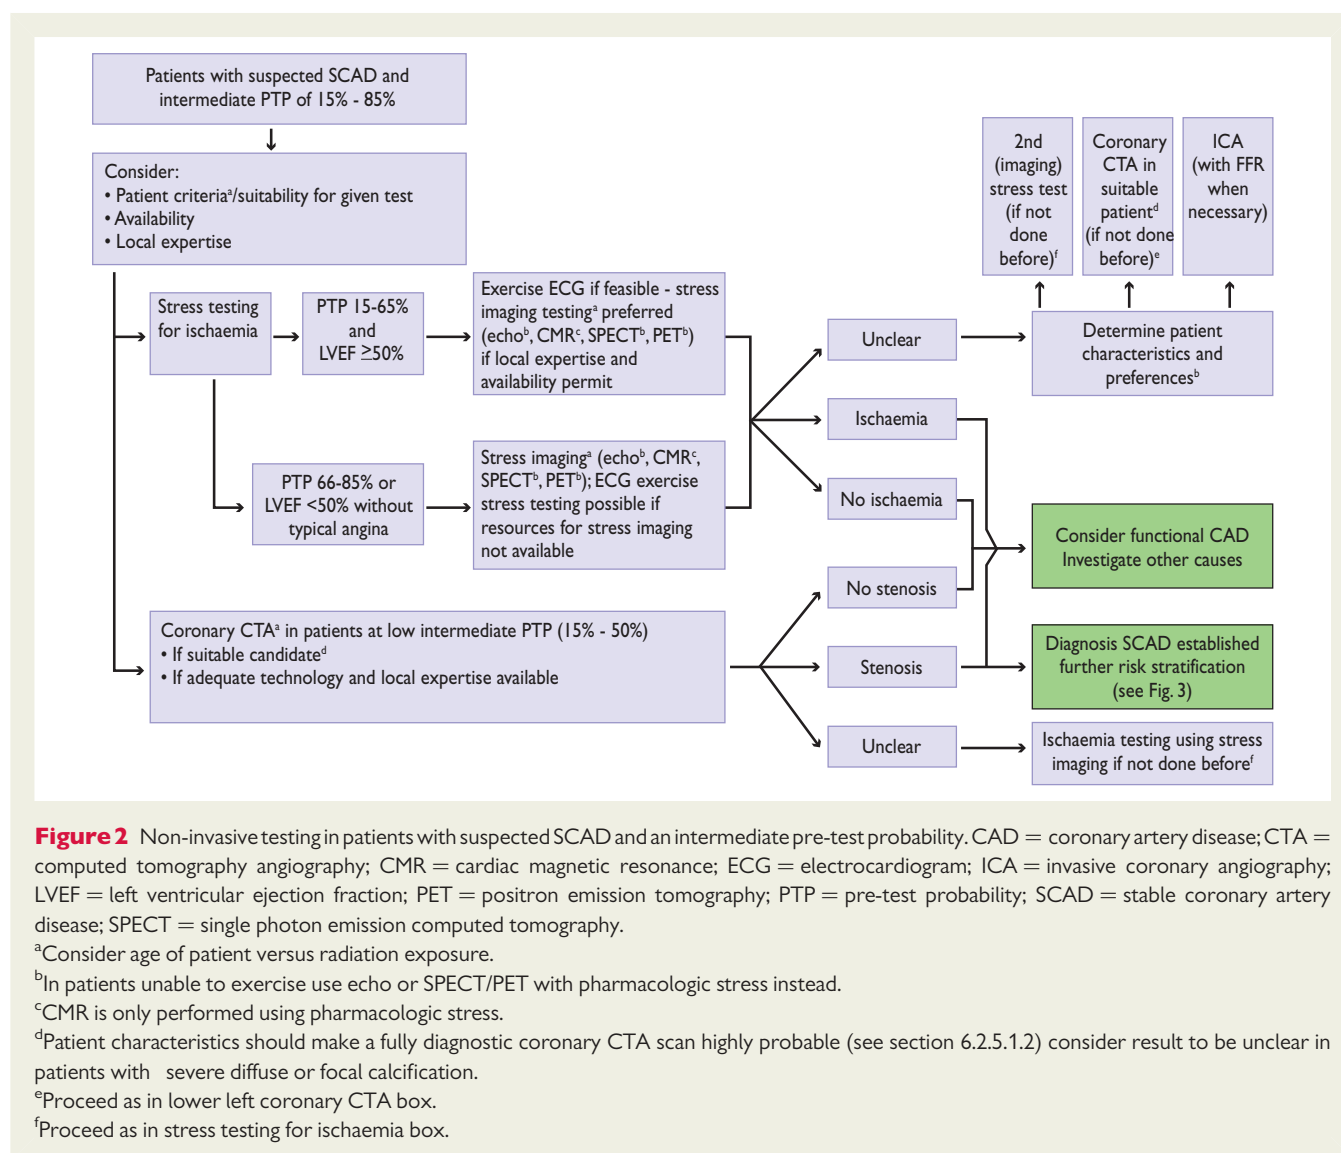 Patients with suspected SCAD and
intermediate PTP of 15% - 85%
Consider:
• Patient criteriaᵃ/suitability for given test
• Availability
• Local expertise
Stress testing
for ischaemia
PTP 15-65%
and
LVEF ≥50%
Exercise ECG if feasible - stress
imaging testingᵃ preferred
(echoᵇ, CMRᶜ, SPECTᵇ, PETᵇ)
if local expertise and
availability permit
PTP 66-85% or
LVEF <50% without
typical angina
Stress imagingᵃ (echoᵇ, CMRᶜ,
SPECTᵇ, PETᵇ); ECG exercise
stress testing possible if
resources for stress imaging
not available
Coronary CTAᵃ in patients at low intermediate PTP (15% - 50%)
• If suitable candidateᵈ
• If adequate technology and local expertise available
Unclear
Ischaemia
No ischaemia
No stenosis
Stenosis
Unclear
2nd
(imaging)
stress test
(if not
done
before)ᶠ
Coronary
CTA in
suitable
patientᵈ
(if not done
before)ᵉ
ICA
(with FFR
when
necessary)
Determine patient
characteristics and
preferencesᵇ
Consider functional CAD
Investigate other causes
Diagnosis SCAD established
further risk stratification
(see Fig. 3)
Ischaemia testing using stress
imaging if not done beforeᶠ
Figure 2 Non-invasive testing in patients with suspected SCAD and an intermediate pre-test probability. CAD = coronary artery disease; CTA =
computed tomography angiography; CMR = cardiac magnetic resonance; ECG = electrocardiogram; ICA = invasive coronary angiography;
LVEF = left ventricular ejection fraction; PET = positron emission tomography; PTP = pre-test probability; SCAD = stable coronary artery
disease; SPECT = single photon emission computed tomography.
ᵃConsider age of patient versus radiation exposure.
ᵇIn patients unable to exercise use echo or SPECT/PET with pharmacologic stress instead.
ᶜCMR is only performed using pharmacologic stress.
ᵈPatient characteristics should make a fully diagnostic coronary CTA scan highly probable (see section 6.2.5.1.2) consider result to be unclear in
patients with severe diffuse or focal calcification.
ᵉProceed as in lower left coronary CTA box.
ᶠProceed as in stress testing for ischaemia box.